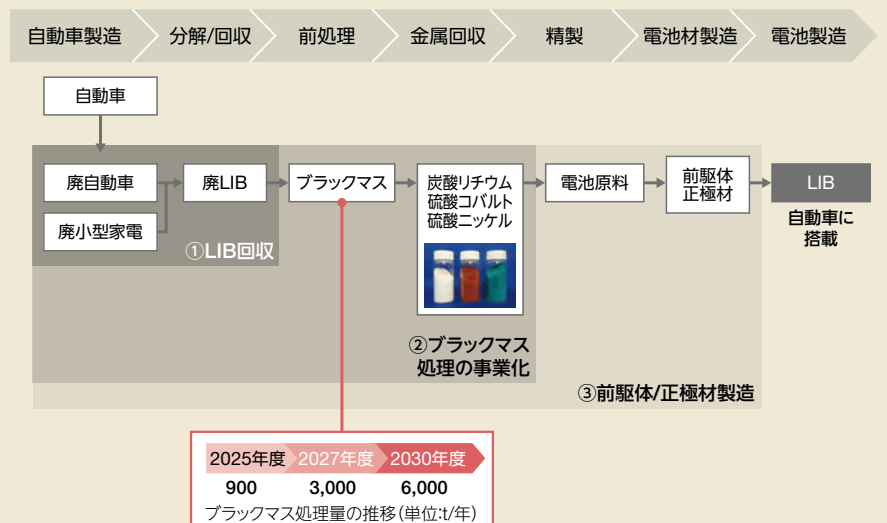 自動車製造
分解/回収
前処理
金属回収
精製
電池材製造
電池製造
自動車
廃自動車
廃小型家電
廃LIB
①LIB回収
ブラックマス
炭酸リチウム
硫酸コバルト
硫酸ニッケル
②ブラックマス
処理の事業化
電池原料
前駆体
正極材
③前駆体/正極材製造
LIB
自動車に
搭載
2025年度 2027年度 2030年度
900 3,000 6,000
ブラックマス処理量の推移(単位:t/年)